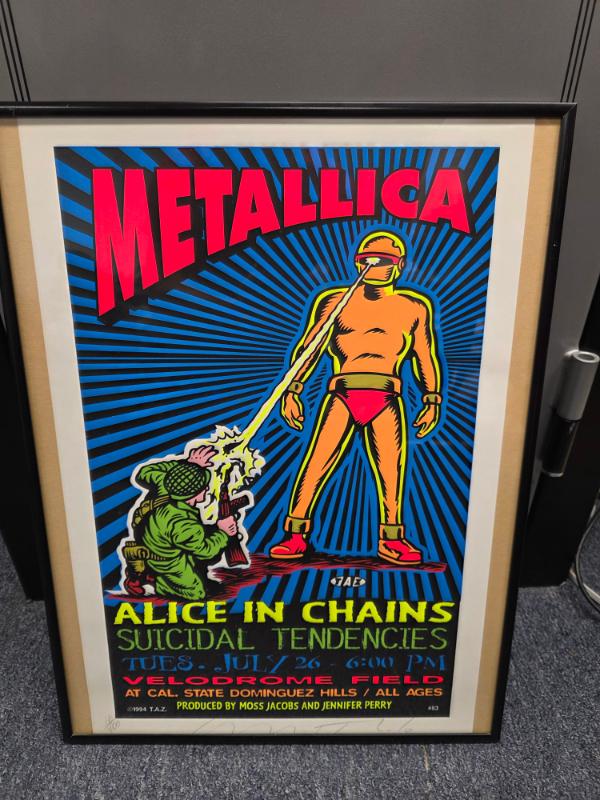 METALLICA
TAZ
ALICE IN CHAINS
SUICIDAL TENDENCIES
TUES. JULY 26 - 6:00 PM
VELODROME FIELD
AT CAL. STATE DOMINGUEZ HILLS / ALL AGES
©1994 T.A.Z. PRODUCED BY MOSS JACOBS AND JENNIFER PERRY #83